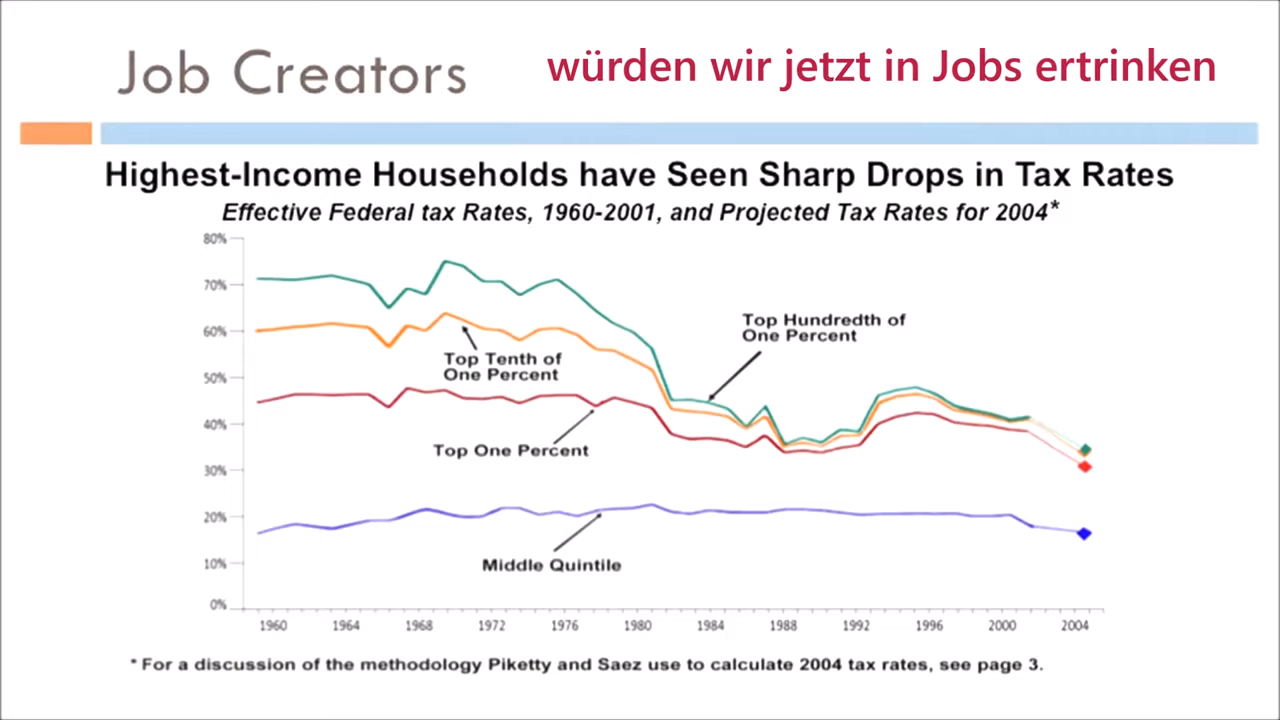 Job Creators
würden wir jetzt in Jobs ertrinken
Highest-Income Households have Seen Sharp Drops in Tax Rates
Effective Federal tax Rates, 1960-2001, and Projected Tax Rates for 2004*
80%
70%
60%
50%
40%
30%
20%
10%
0%
Top Hundredth of
One Percent
Top Tenth of
One Percent
Top One Percent
Middle Quintile
1960 1964 1968 1972 1976 1980 1984 1988 1992 1996 2000 2004
* For a discussion of the methodology Piketty and Saez use to calculate 2004 tax rates, see page 3.